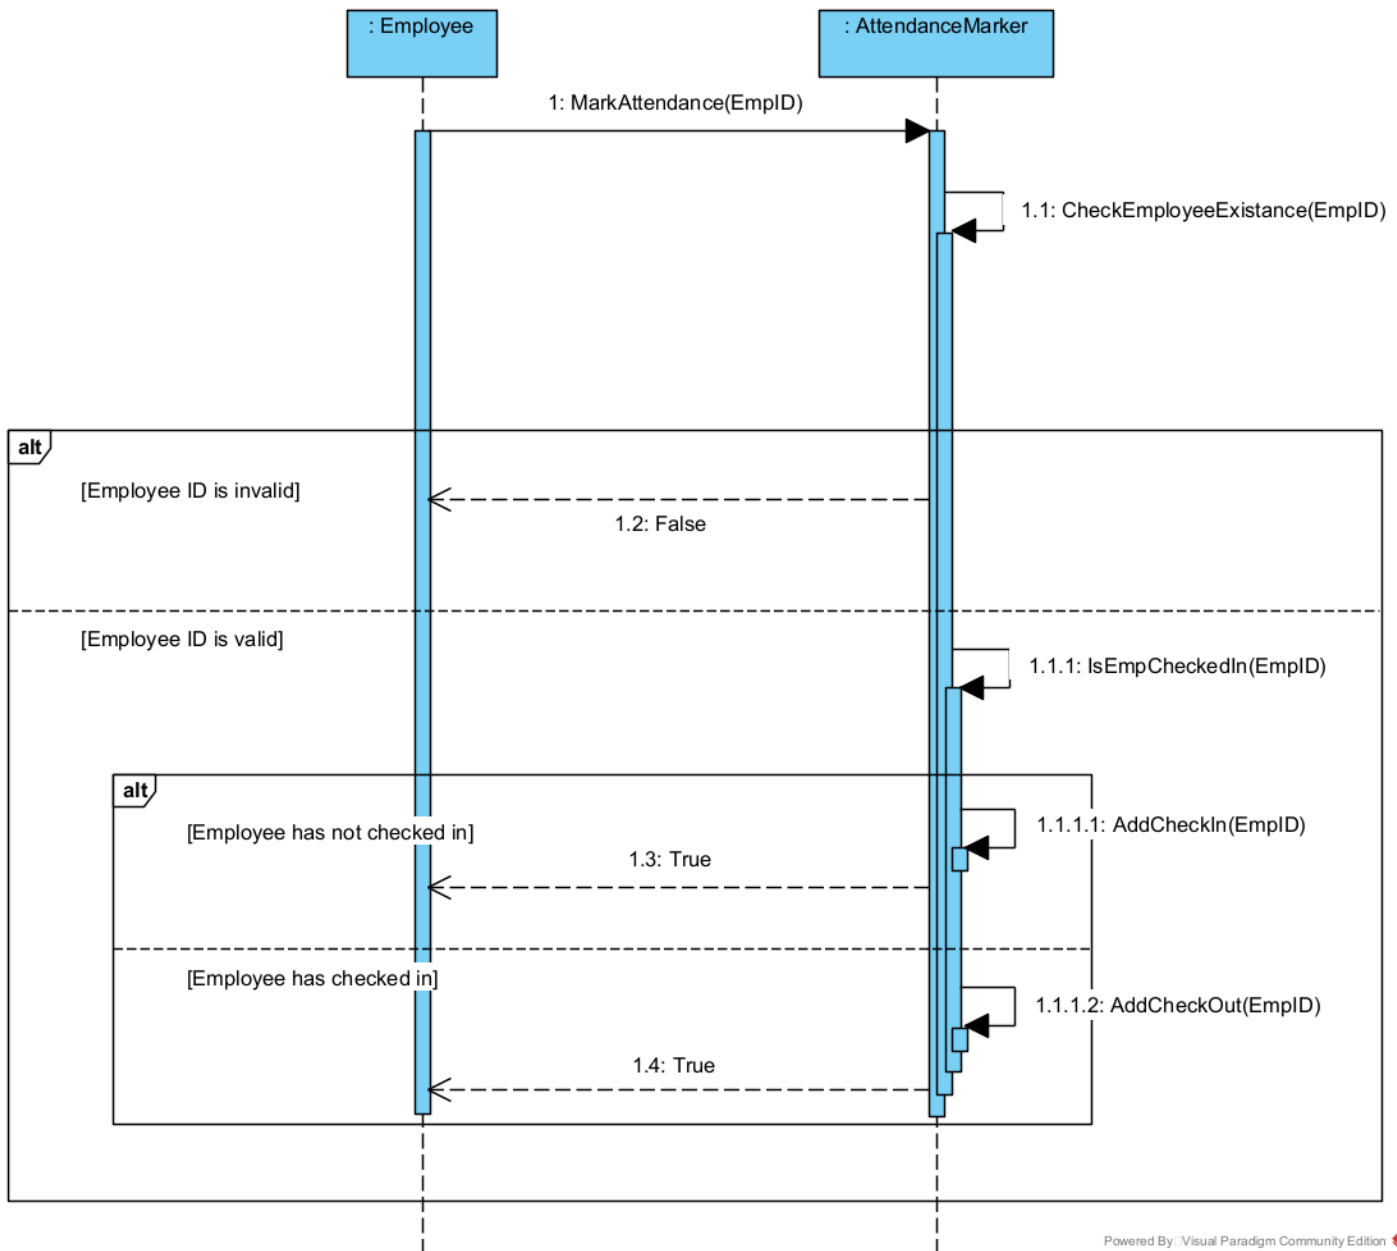 : Employee
: AttendanceMarker
1: MarkAttendance(EmpID)
1.1: CheckEmployeeExistance(EmpID)
alt
[Employee ID is invalid]
1.2: False
[Employee ID is valid]
1.1.1: IsEmpCheckedIn(EmpID)
alt
[Employee has not checked in]
1.1.1.1: AddCheckIn(EmpID)
1.3: True
[Employee has checked in]
1.1.1.2: AddCheckOut(EmpID)
1.4: True
Powered By Visual Paradigm Community Edition